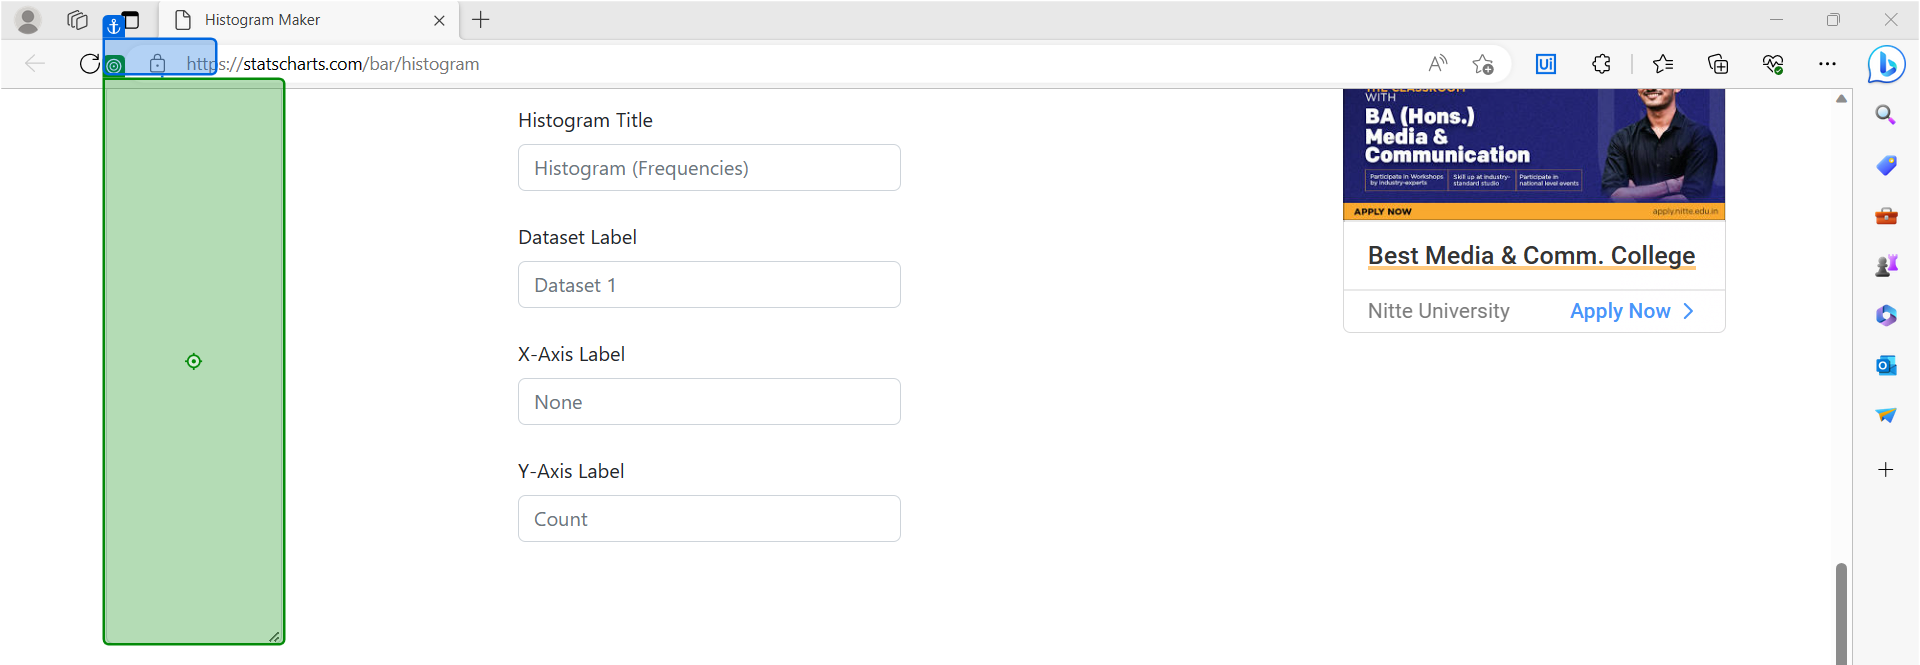 Histogram Maker
https://statscharts.com/bar/histogram
Ui
Histogram Title
Histogram (Frequencies)
Dataset Label
Dataset 1
X-Axis Label
None
Y-Axis Label
Count
THE CLASSROOM
WITH
BA (Hons.)
Media &
Communication
Participate in Workshops
by industry-experts
Skill up at industry-
standard studio
Participate in
national level events
APPLY NOW
apply.nitte.edu.in
Best Media & Comm. College
Nitte University
Apply Now